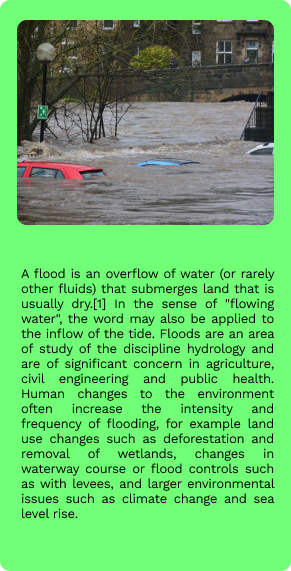 A flood is an overflow of water (or rarely
other fluids) that submerges land that is
usually dry.[1] In the sense of "flowing
water", the word may also be applied to
the inflow of the tide. Floods are an area
of study of the discipline hydrology and
are of significant concern in agriculture,
civil engineering and public health.
Human changes to the environment
often increase the intensity and
frequency of flooding, for example land
use changes such as deforestation and
removal of wetlands, changes in
waterway course or flood controls such
as with levees, and larger environmental
issues such as climate change and sea
level rise.